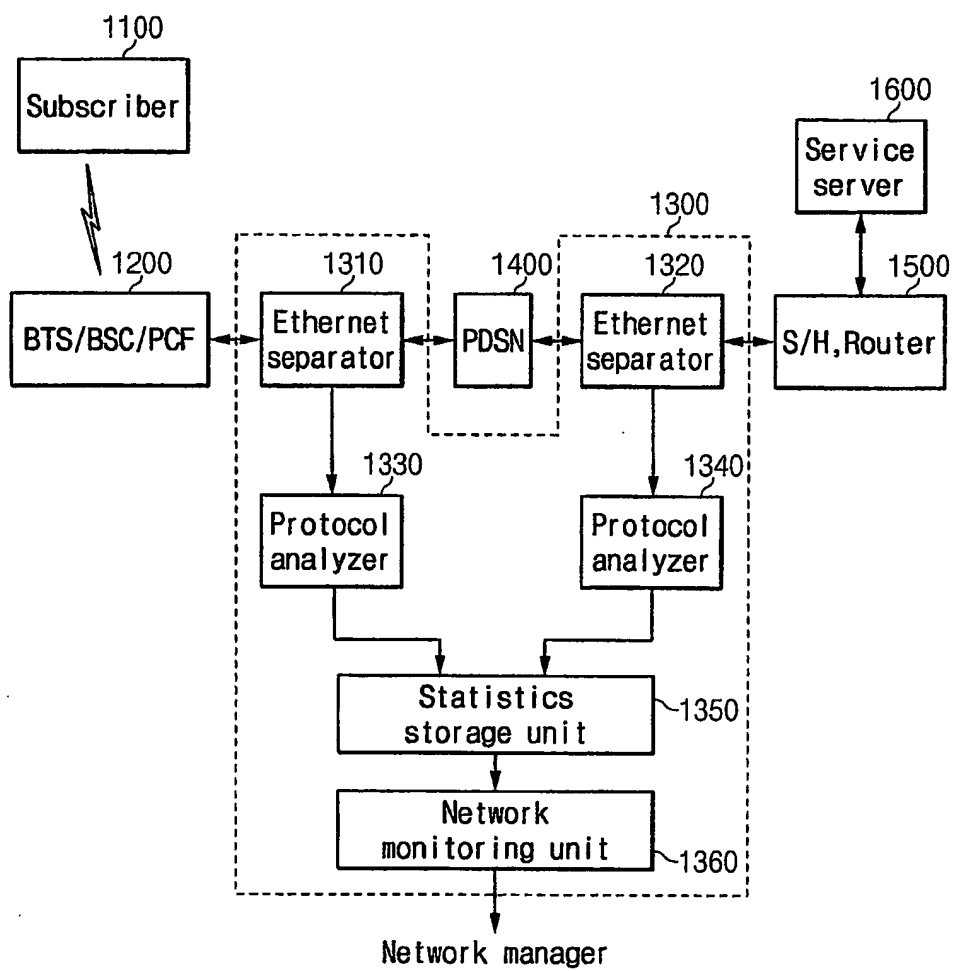 1100
Subscriber
1600
Service
server
1300
1200
1310
1400
1320
1500
BTS/BSC/PCF
Ethernet
separator
PDSN
Ethernet
separator
S/H,Router
1330
Protocol
analyzer
1340
Protocol
analyzer
Statistics
storage unit
1350
Network
monitoring unit
1360
Network manager